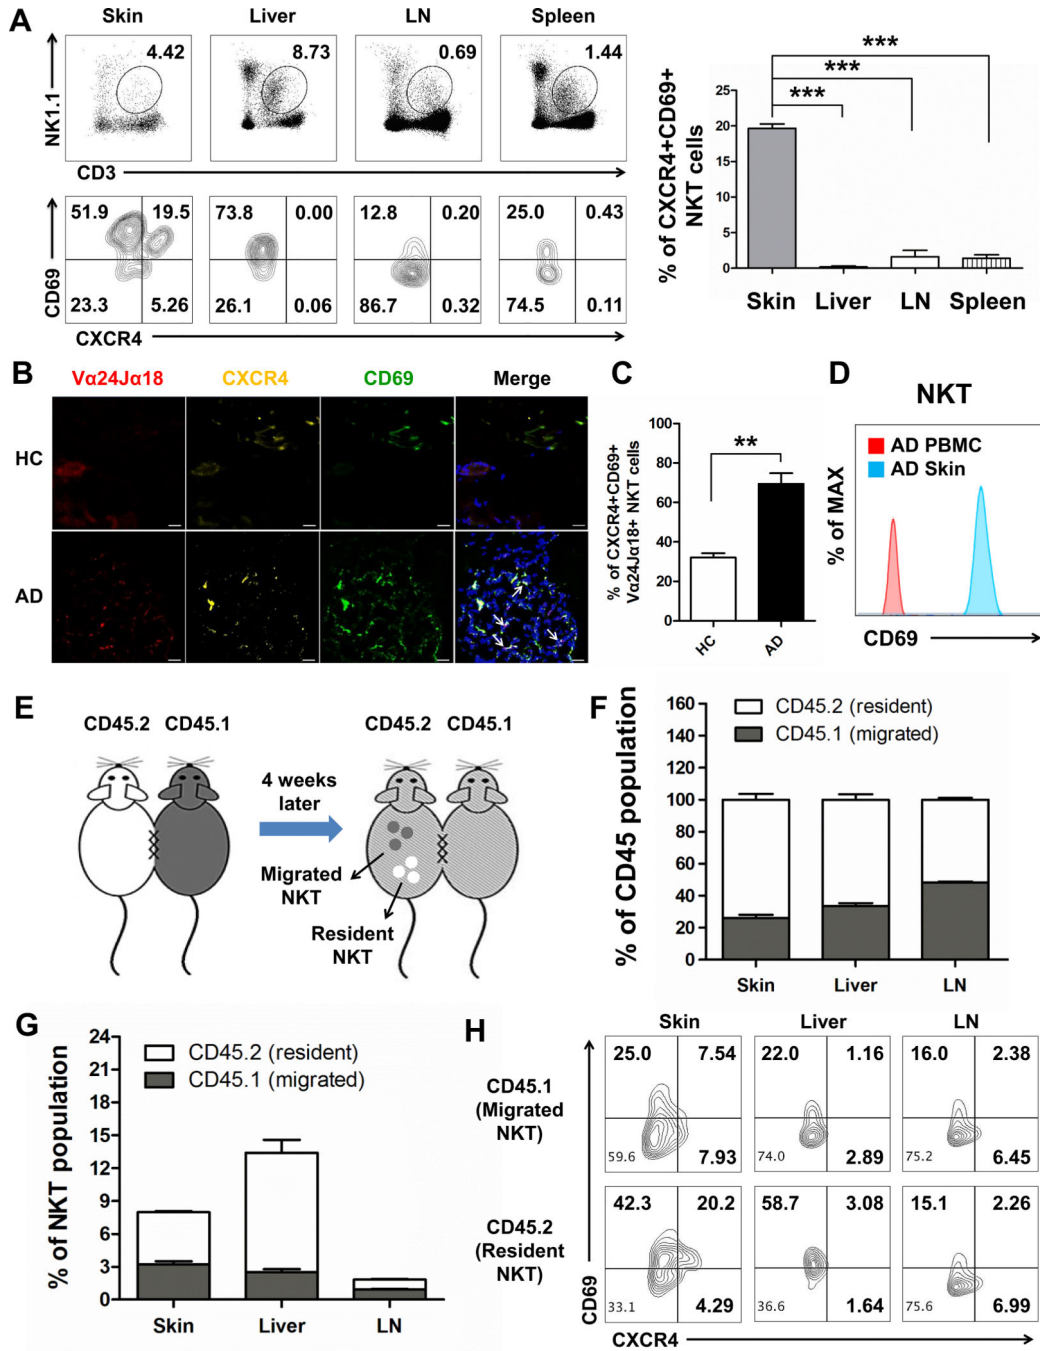 A
Skin Liver LN Spleen
NK1.1
4.42 8.73 0.69 1.44
CD3
CD69
51.9 19.5 73.8 0.00 12.8 0.20 25.0 0.43
23.3 5.26 26.1 0.06 86.7 0.32 74.5 0.11
CXCR4
% of CXCR4+CD69+
NKT cells
***
***
***
25
20
15
10
5
0
Skin Liver LN Spleen
B
Vα24Jα18 CXCR4 CD69 Merge
HC
AD
C
% of CXCR4+CD69+
Vα24Jα18+ NKT cells
**
100
80
60
40
20
0
HC AD
D
NKT
AD PBMC
AD Skin
% of MAX
CD69
E
CD45.2 CD45.1 CD45.2 CD45.1
4 weeks
later
Migrated
NKT
Resident
NKT
F
% of CD45 population
CD45.2 (resident)
CD45.1 (migrated)
160
140
120
100
80
60
40
20
0
Skin Liver LN
G
% of NKT population
CD45.2 (resident)
CD45.1 (migrated)
24
21
18
15
12
9
6
3
0
Skin Liver LN
H
Skin Liver LN
CD45.1
(Migrated
NKT)
25.0 7.54 22.0 1.16 16.0 2.38
59.6 7.93 74.0 2.89 75.2 6.45
CD45.2
(Resident
NKT)
42.3 20.2 58.7 3.08 15.1 2.26
33.1 4.29 36.6 1.64 75.6 6.99
CD69
CXCR4